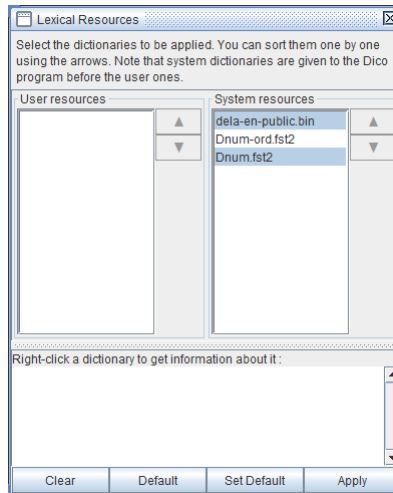 Lexical Resources
Select the dictionaries to be applied. You can sort them one by one
using the arrows. Note that system dictionaries are given to the Dico
program before the user ones.
User resources
System resources
dela-en-public.bin
Dnum-ord.fst2
Dnum.fst2
Right-click a dictionary to get information about it :
Clear
Default
Set Default
Apply